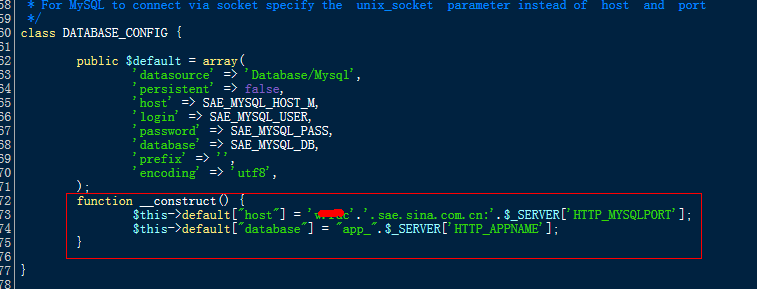 58 * For MySQL to connect via socket specify the `unix_socket` parameter instead of `host` and `port`
59 */
60 class DATABASE_CONFIG {
61
62 public $default = array(
63 'datasource' => 'Database/Mysql',
64 'persistent' => false,
65 'host' => SAE_MYSQL_HOST_M,
66 'login' => SAE_MYSQL_USER,
67 'password' => SAE_MYSQL_PASS,
68 'database' => SAE_MYSQL_DB,
69 'prefix' => '',
70 'encoding' => 'utf8',
71 );
72 function __construct() {
73 $this->default["host"] = '.'.sae.sina.com.cn:'.$_SERVER['HTTP_MYSQLPORT'];
74 $this->default["database"] = "app_".$_SERVER['HTTP_APPNAME'];
75 }
76
77 }
78